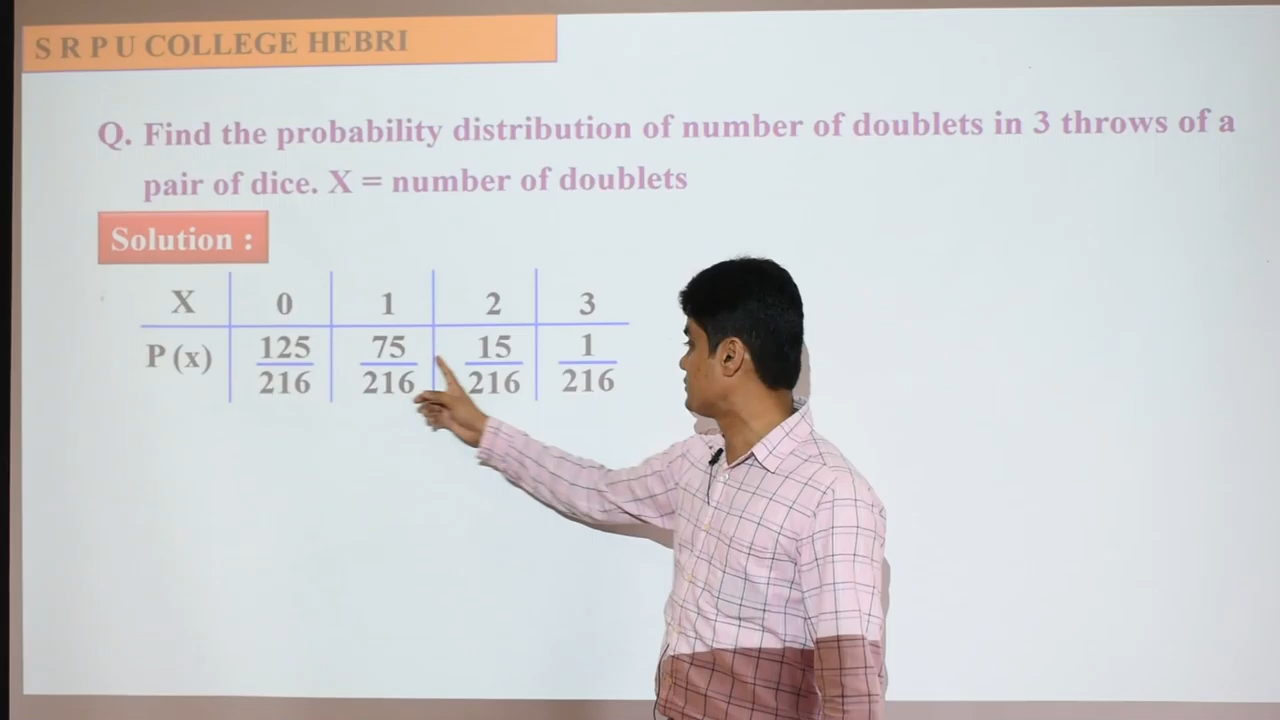 S R P U COLLEGE HEBRI
Q. Find the probability distribution of number of doublets in 3 throws of a
pair of dice. X = number of doublets
Solution :
X 0 1 2 3
P (x) 125/216 75/216 15/216 1/216